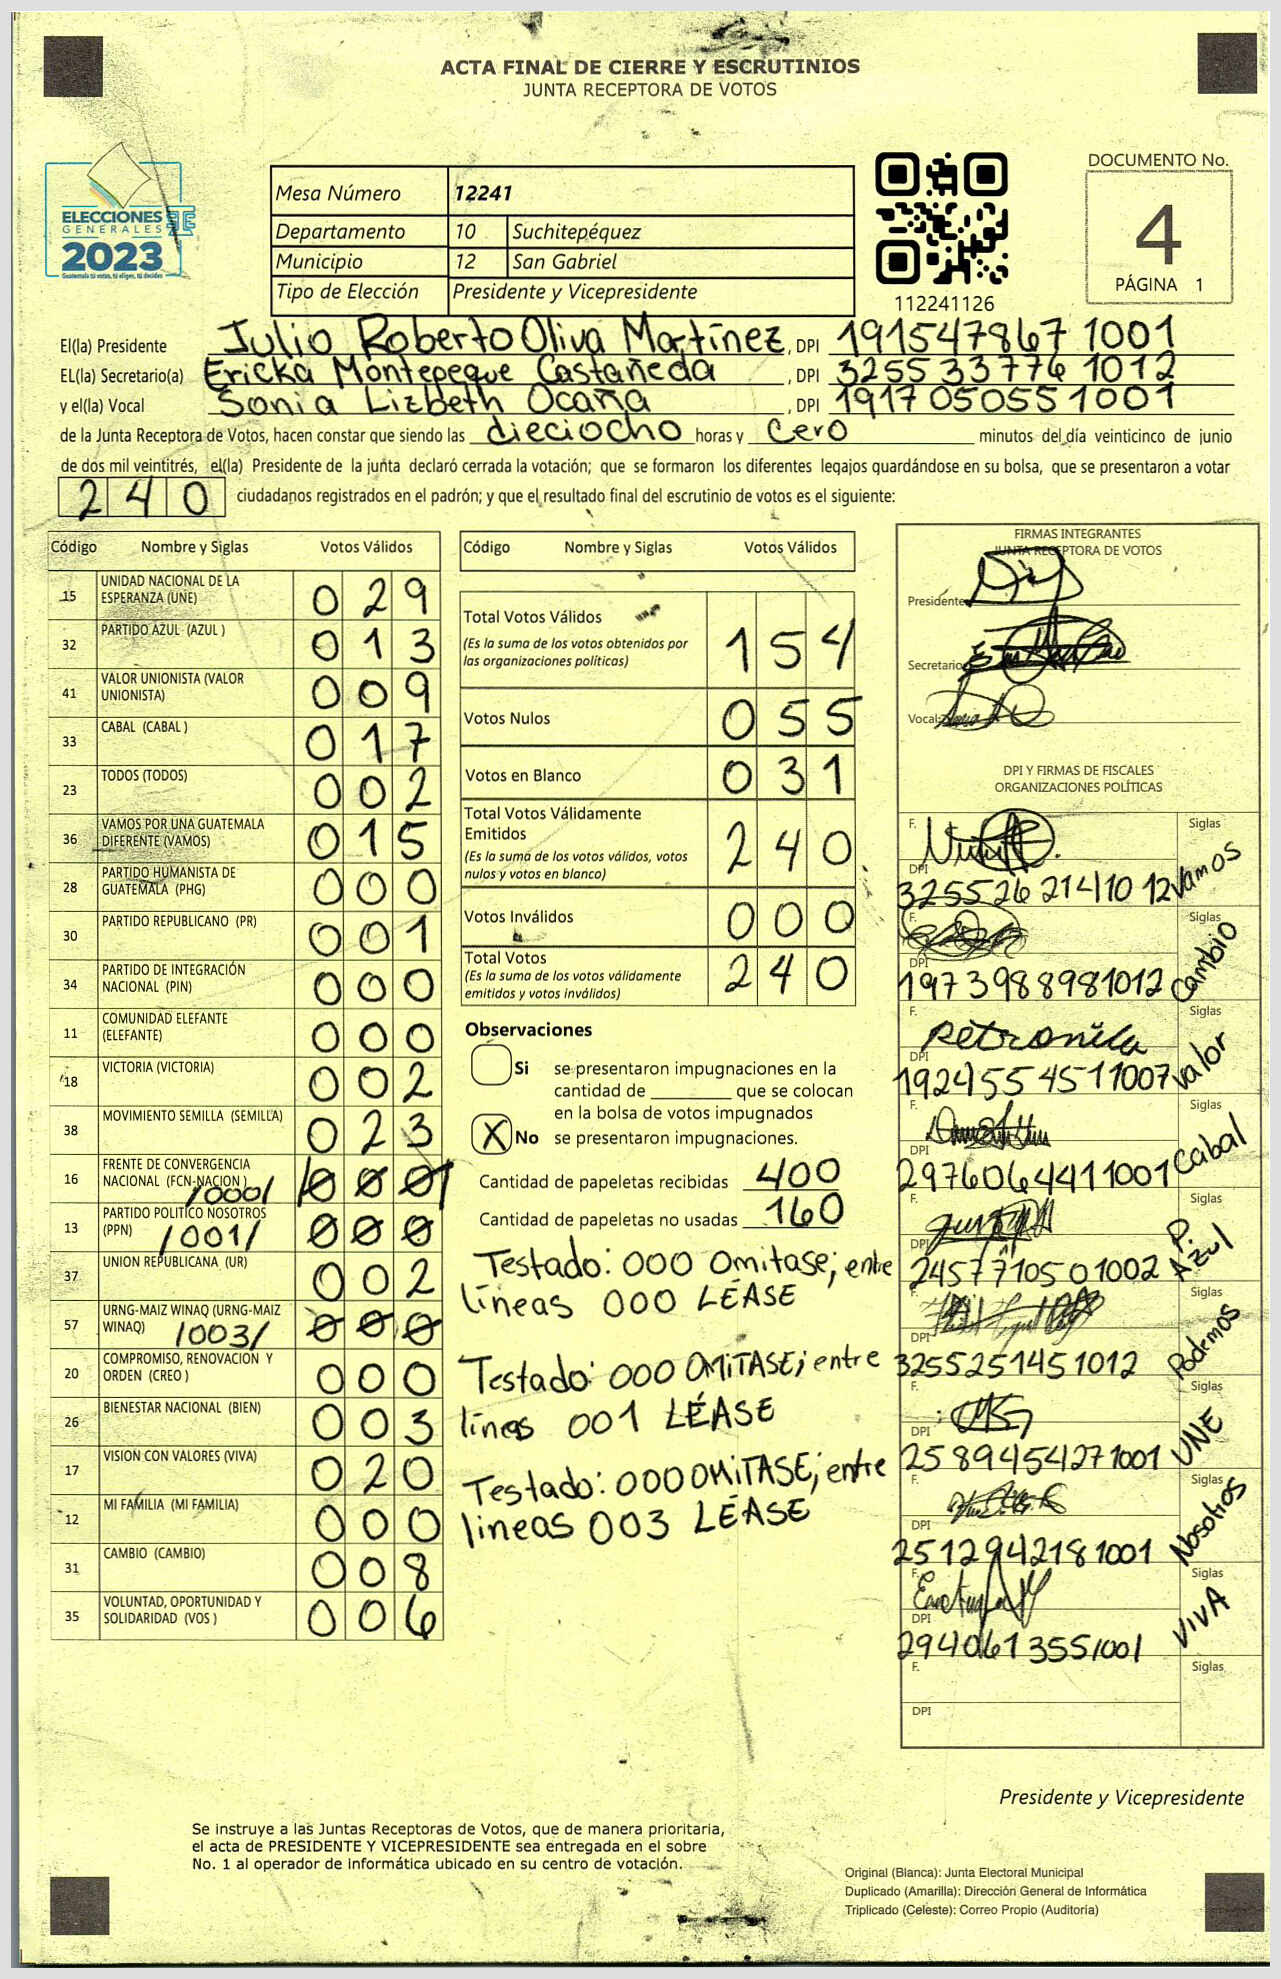 ACTA FINAL DE CIERRE Y ESCRUTINIOS
JUNTA RECEPTORA DE VOTOS
ELECCIONES
GENERALES
2023
Guatemala tú votas, tú eliges, tú decides
Mesa Número 12241
Departamento 10 Suchitepéquez
Municipio 12 San Gabriel
Tipo de Elección Presidente y Vicepresidente
112241126
DOCUMENTO No.
4
PÁGINA 1
El(la) Presidente Julio Roberto Oliva Martínez, DPI 191547867 1001
EL(la) Secretario(a) Ericka Montepeque Castañeda, DPI 3255 33776 1012
y el(la) Vocal Sonia Lizbeth Ocaña, DPI 1917 05055 1001
de la Junta Receptora de Votos, hacen constar que siendo las dieciocho horas y cero minutos del día veinticinco de junio
de dos mil veintitrés, el(la) Presidente de la junta declaró cerrada la votación; que se formaron los diferentes legajos guardándose en su bolsa, que se presentaron a votar
240 ciudadanos registrados en el padrón; y que el resultado final del escrutinio de votos es el siguiente:
Código Nombre y Siglas Votos Válidos
15 UNIDAD NACIONAL DE LA ESPERANZA (UNE) 029
32 PARTIDO AZUL (AZUL ) 013
41 VALOR UNIONISTA (VALOR UNIONISTA) 009
33 CABAL (CABAL ) 017
23 TODOS (TODOS) 002
36 VAMOS POR UNA GUATEMALA DIFERENTE (VAMOS) 015
28 PARTIDO HUMANISTA DE GUATEMALA (PHG) 000
30 PARTIDO REPUBLICANO (PR) 001
34 PARTIDO DE INTEGRACIÓN NACIONAL (PIN) 000
11 COMUNIDAD ELEFANTE (ELEFANTE) 000
18 VICTORIA (VICTORIA) 002
38 MOVIMIENTO SEMILLA (SEMILLA) 023
16 FRENTE DE CONVERGENCIA NACIONAL (FCN-NACION ) /000/ 000
13 PARTIDO POLITICO NOSOTROS (PPN) /001/ 000
37 UNION REPUBLICANA (UR) 002
57 URNG-MAIZ WINAQ (URNG-MAIZ WINAQ) /003/ 000
20 COMPROMISO, RENOVACION Y ORDEN (CREO ) 000
26 BIENESTAR NACIONAL (BIEN) 003
17 VISION CON VALORES (VIVA) 020
12 MI FAMILIA (MI FAMILIA) 000
31 CAMBIO (CAMBIO) 008
35 VOLUNTAD, OPORTUNIDAD Y SOLIDARIDAD (VOS ) 006
Código Nombre y Siglas Votos Válidos
Total Votos Válidos 154
(Es la suma de los votos obtenidos por
las organizaciones políticas)
Votos Nulos 055
Votos en Blanco 031
Total Votos Válidamente
Emitidos 240
(Es la suma de los votos válidos, votos
nulos y votos en blanco)
Votos Inválidos 000
Total Votos 240
(Es la suma de los votos válidamente
emitidos y votos inválidos)
Observaciones
Si se presentaron impugnaciones en la
cantidad de ________ que se colocan
en la bolsa de votos impugnados
X No se presentaron impugnaciones.
Cantidad de papeletas recibidas 400
Cantidad de papeletas no usadas 160
Testado: 000 Omitase; entre
líneas 000 LÉASE
Testado: 000 OMITASE; entre
líneas 001 LÉASE
Testado: 000 OMITASE; entre
lineas 003 LÉASE
FIRMAS INTEGRANTES
JUNTA RECEPTORA DE VOTOS
Presidente
Secretario
Vocal
DPI Y FIRMAS DE FISCALES
ORGANIZACIONES POLÍTICAS
F. Siglas
DPI 3255 26 21410 12 Vamos
F. Siglas
DPI 1973988981012 Cambio
F. Petronila Siglas
DPI 1924554511007 Valor
F. Siglas
DPI 2976064411001 Cabal
F. Siglas
DPI 2457710501002 P. Azul
F. Siglas
DPI 3255251451012 Podemos
F. Siglas
DPI 2589454271001 UNE
F. Siglas
DPI 2512942181001 Nosotros
F. Siglas
DPI 2940613551001 VIVA
F. Siglas
DPI
Presidente y Vicepresidente
Se instruye a las Juntas Receptoras de Votos, que de manera prioritaria,
el acta de PRESIDENTE Y VICEPRESIDENTE sea entregada en el sobre
No. 1 al operador de informática ubicado en su centro de votación.
Original (Blanca): Junta Electoral Municipal
Duplicado (Amarilla): Dirección General de Informática
Triplicado (Celeste): Correo Propio (Auditoría)